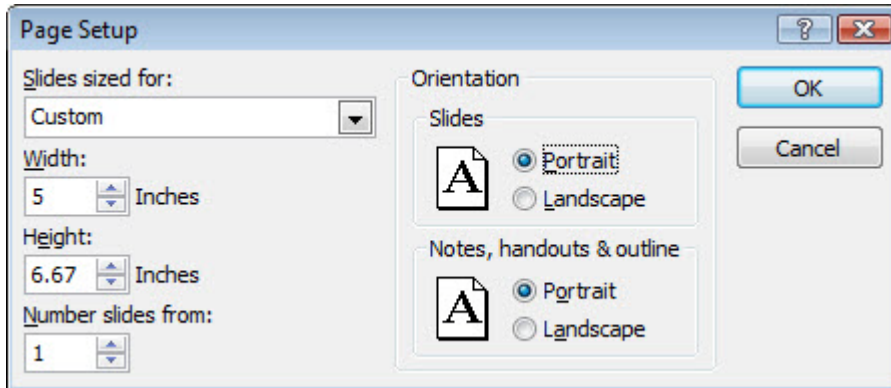 Page Setup
Slides sized for:
Custom
Width:
5 Inches
Height:
6.67 Inches
Number slides from:
1
Orientation
Slides
A
Portrait
Landscape
Notes, handouts & outline
A
Portrait
Landscape
?
OK
Cancel